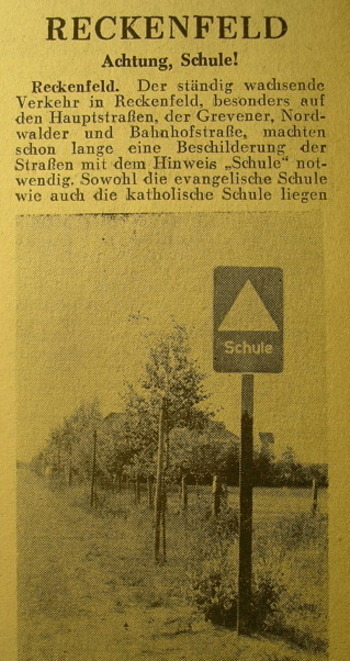 RECKENFELD
Achtung, Schule!
Reckenfeld. Der ständig wachsende
Verkehr in Reckenfeld, besonders auf
den Hauptstraßen, der Grevener, Nord-
walder und Bahnhofstraße, machten
schon lange eine Beschilderung der
Straßen mit dem Hinweis „Schule“ not-
wendig. Sowohl die evangelische Schule
wie auch die katholische Schule liegen
Schule